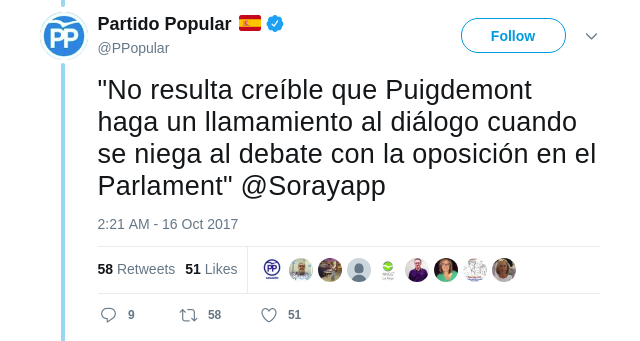 PP
Partido Popular
@PPopular
Follow
"No resulta creíble que Puigdemont
haga un llamamiento al diálogo cuando
se niega al debate con la oposición en el
Parlament" @Sorayapp
2:21 AM - 16 Oct 2017
58 Retweets 51 Likes
PP
9 58 51